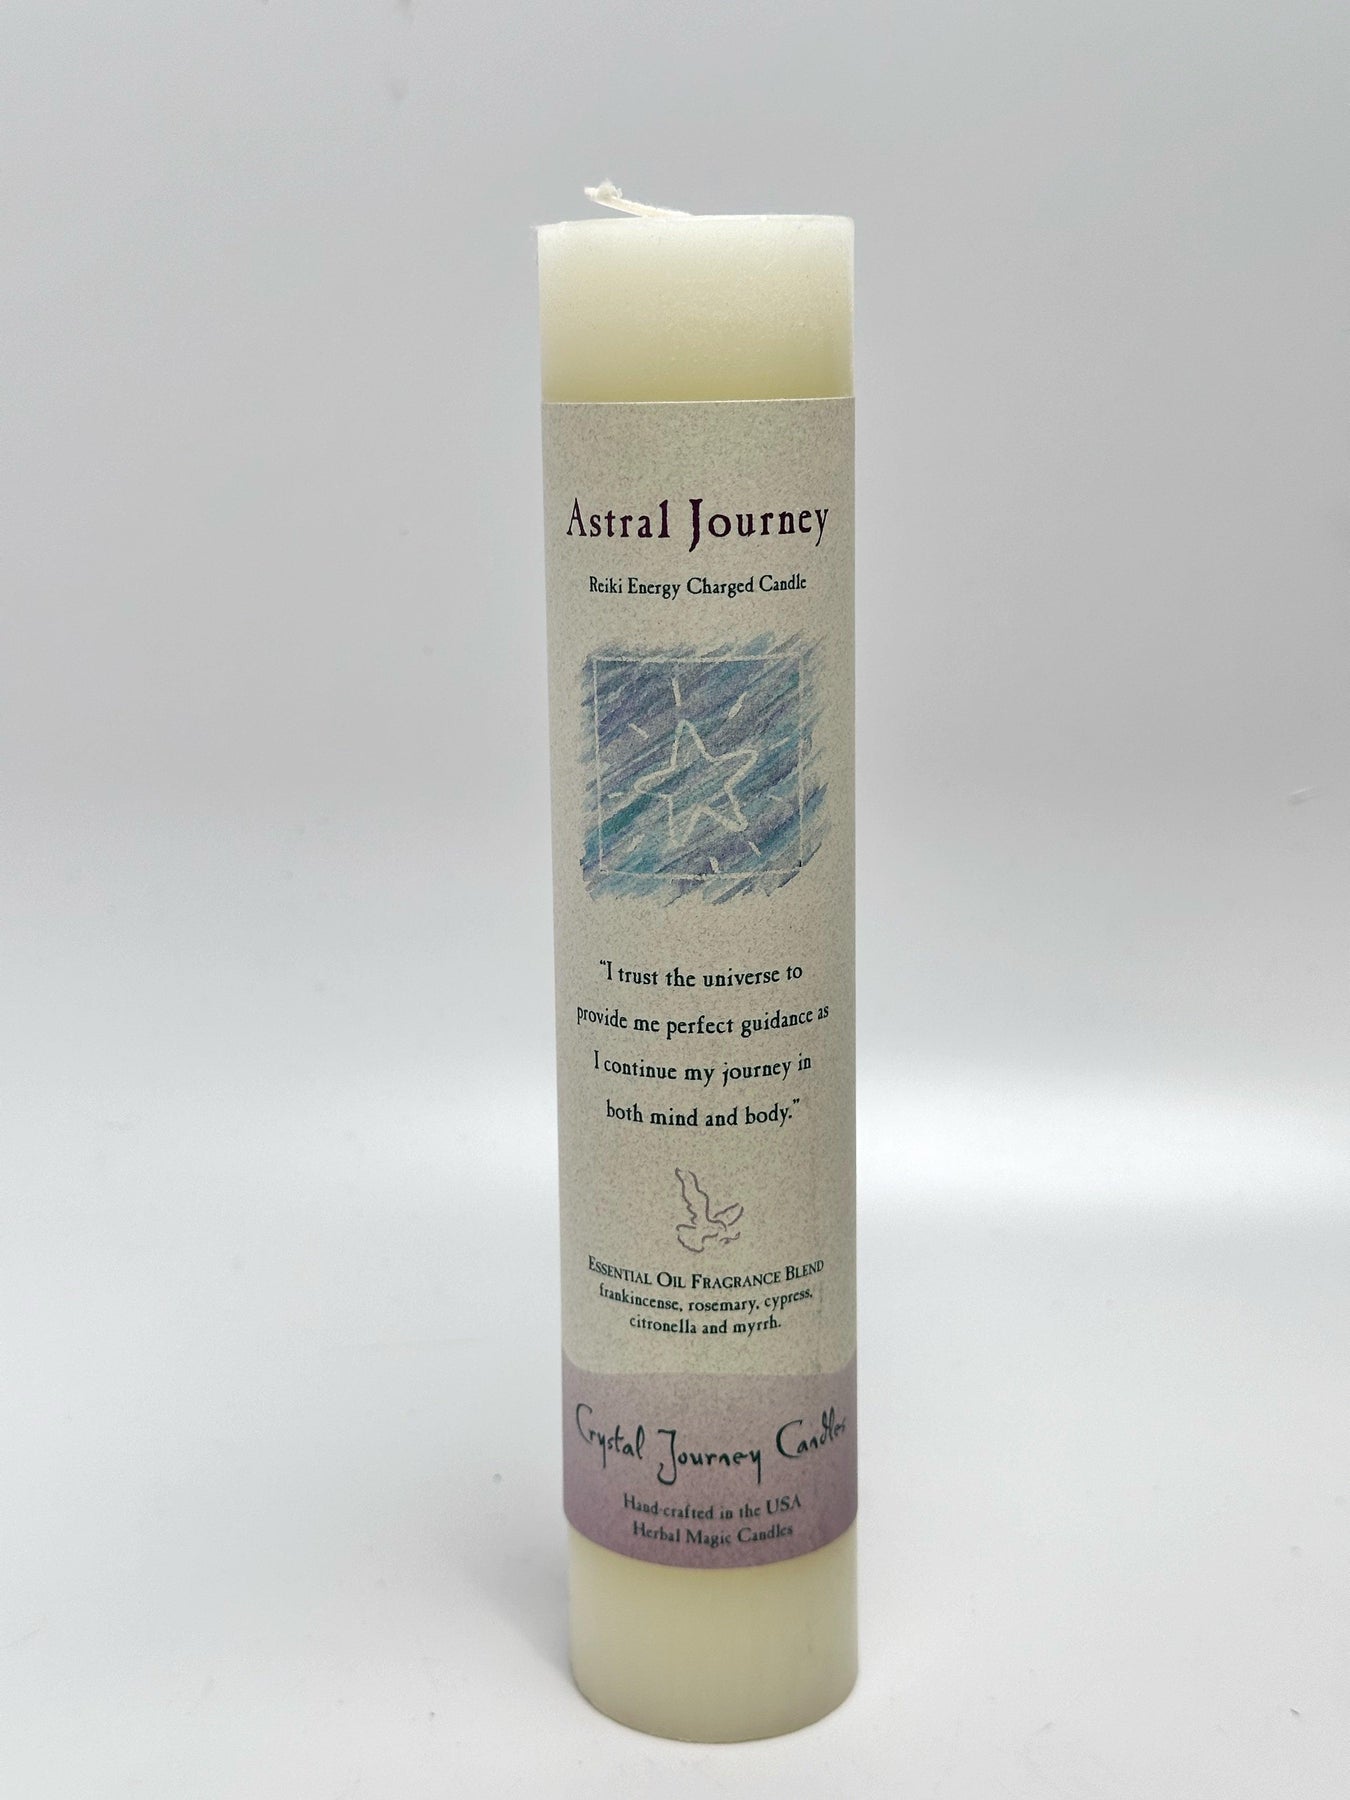 Astral Journey
Reiki Energy Charged Candle
“I trust the universe to
provide me perfect guidance as
I continue my journey in
both mind and body.”
Essential Oil Fragrance Blend
frankincense, rosemary, cypress,
citronella and myrrh.
Crystal Journey Candles
Hand-crafted in the USA
Herbal Magic Candles